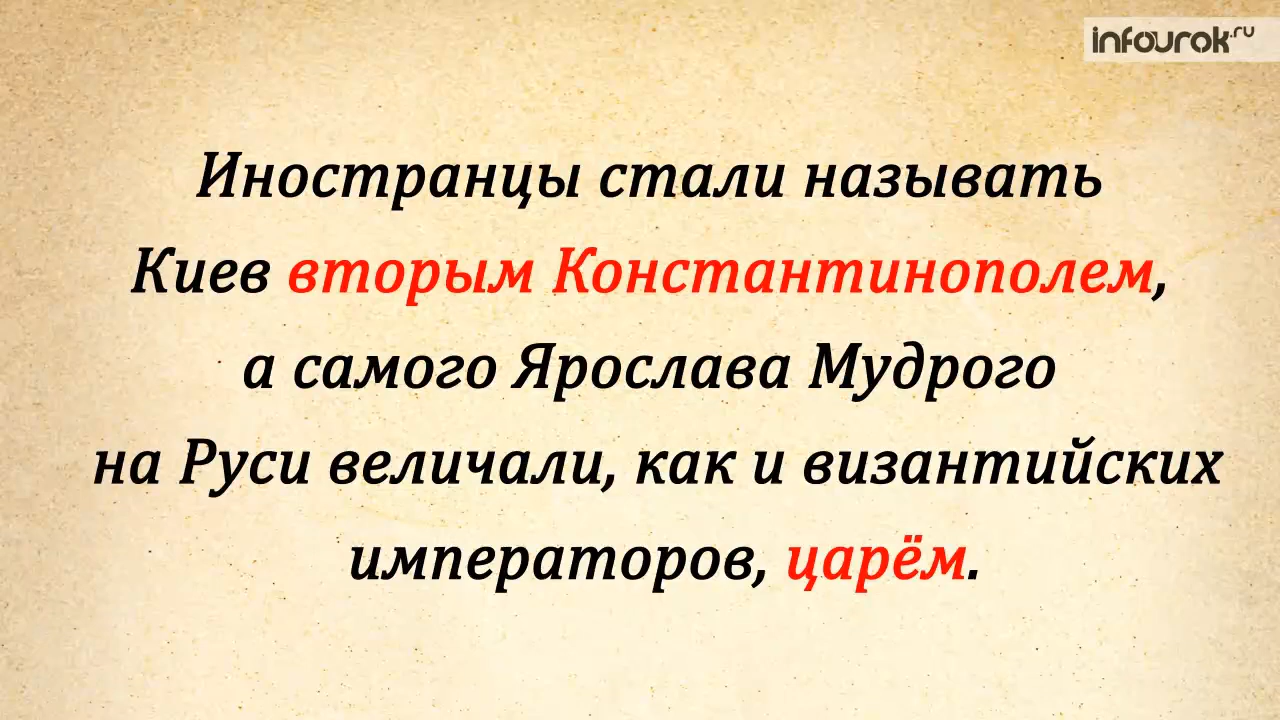 infourok.ru
Иностранцы стали называть
Киев вторым Константинополем,
а самого Ярослава Мудрого
на Руси величали, как и византийских
императоров, царём.